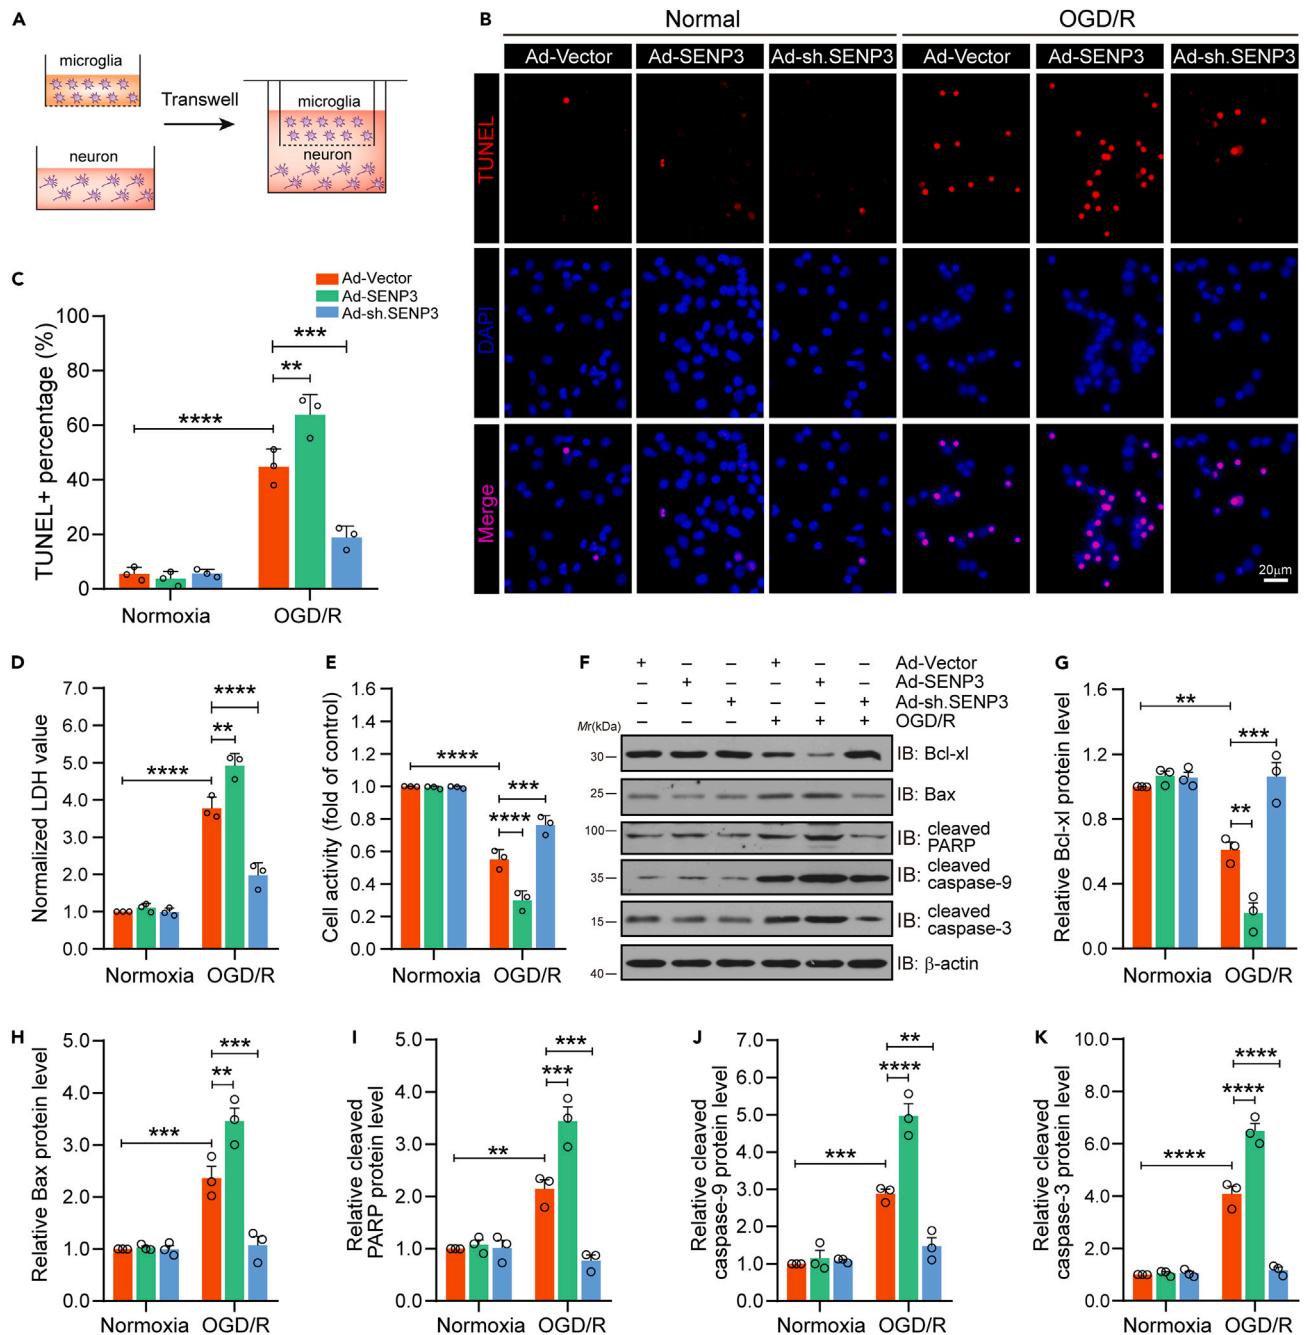 A
microglia
neuron
Transwell
microglia
neuron
B
Normal
OGD/R
Ad-Vector
Ad-SENP3
Ad-sh.SENP3
Ad-Vector
Ad-SENP3
Ad-sh.SENP3
TUNEL
DAPI
Merge
20μm
C
Ad-Vector
Ad-SENP3
Ad-sh.SENP3
TUNEL+ percentage (%)
100
80
60
40
20
0
****
**
***
Normoxia
OGD/R
D
Normalized LDH value
7.0
6.0
5.0
4.0
3.0
2.0
1.0
0.0
****
**
****
Normoxia
OGD/R
E
Cell activity (fold of control)
1.6
1.4
1.2
1.0
0.8
0.6
0.4
0.2
0.0
****
***
****
Normoxia
OGD/R
F
+ − − + − − Ad-Vector
− + − − + − Ad-SENP3
− − + − − + Ad-sh.SENP3
− − − + + + OGD/R
Mr(kDa)
30
IB: Bcl-xl
25
IB: Bax
100
IB: cleaved
PARP
35
IB: cleaved
caspase-9
15
IB: cleaved
caspase-3
40
IB: β-actin
G
Relative Bcl-xl protein level
1.6
1.2
0.8
0.4
0.0
**
***
**
Normoxia
OGD/R
H
Relative Bax protein level
5.0
4.0
3.0
2.0
1.0
0.0
***
**
***
Normoxia
OGD/R
I
Relative cleaved
PARP protein level
5.0
4.0
3.0
2.0
1.0
0.0
**
***
***
Normoxia
OGD/R
J
Relative cleaved
caspase-9 protein level
7.0
6.0
5.0
4.0
3.0
2.0
1.0
0.0
***
**
****
Normoxia
OGD/R
K
Relative cleaved
caspase-3 protein level
10.0
8.0
6.0
4.0
2.0
0.0
****
****
****
Normoxia
OGD/R